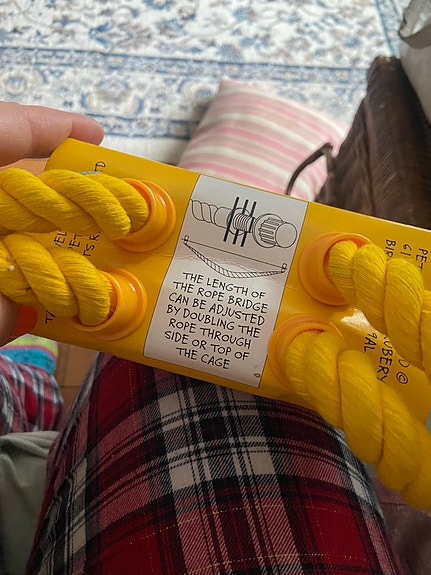 THE LENGTH OF
THE ROPE BRIDGE
CAN BE ADJUSTED
BY DOUBLING THE
ROPE THROUGH
SIDE OR TOP OF
THE CAGE